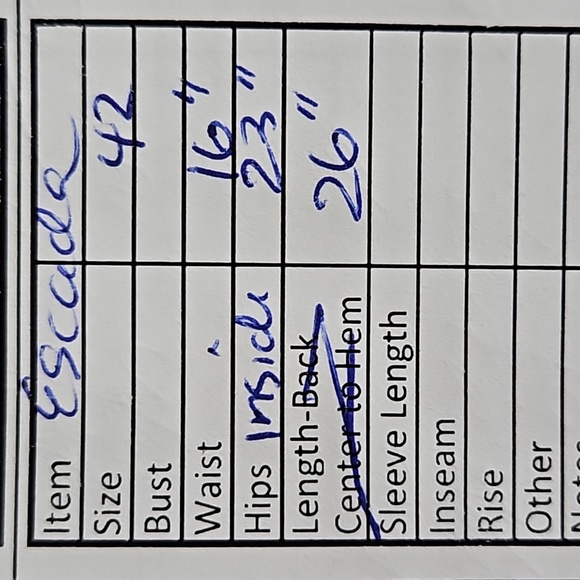 Item Escada
Size 42
Bust
Waist 16"
Hips Inside 23"
Length-Back
Center to Hem 26"
Sleeve Length
Inseam
Rise
Other